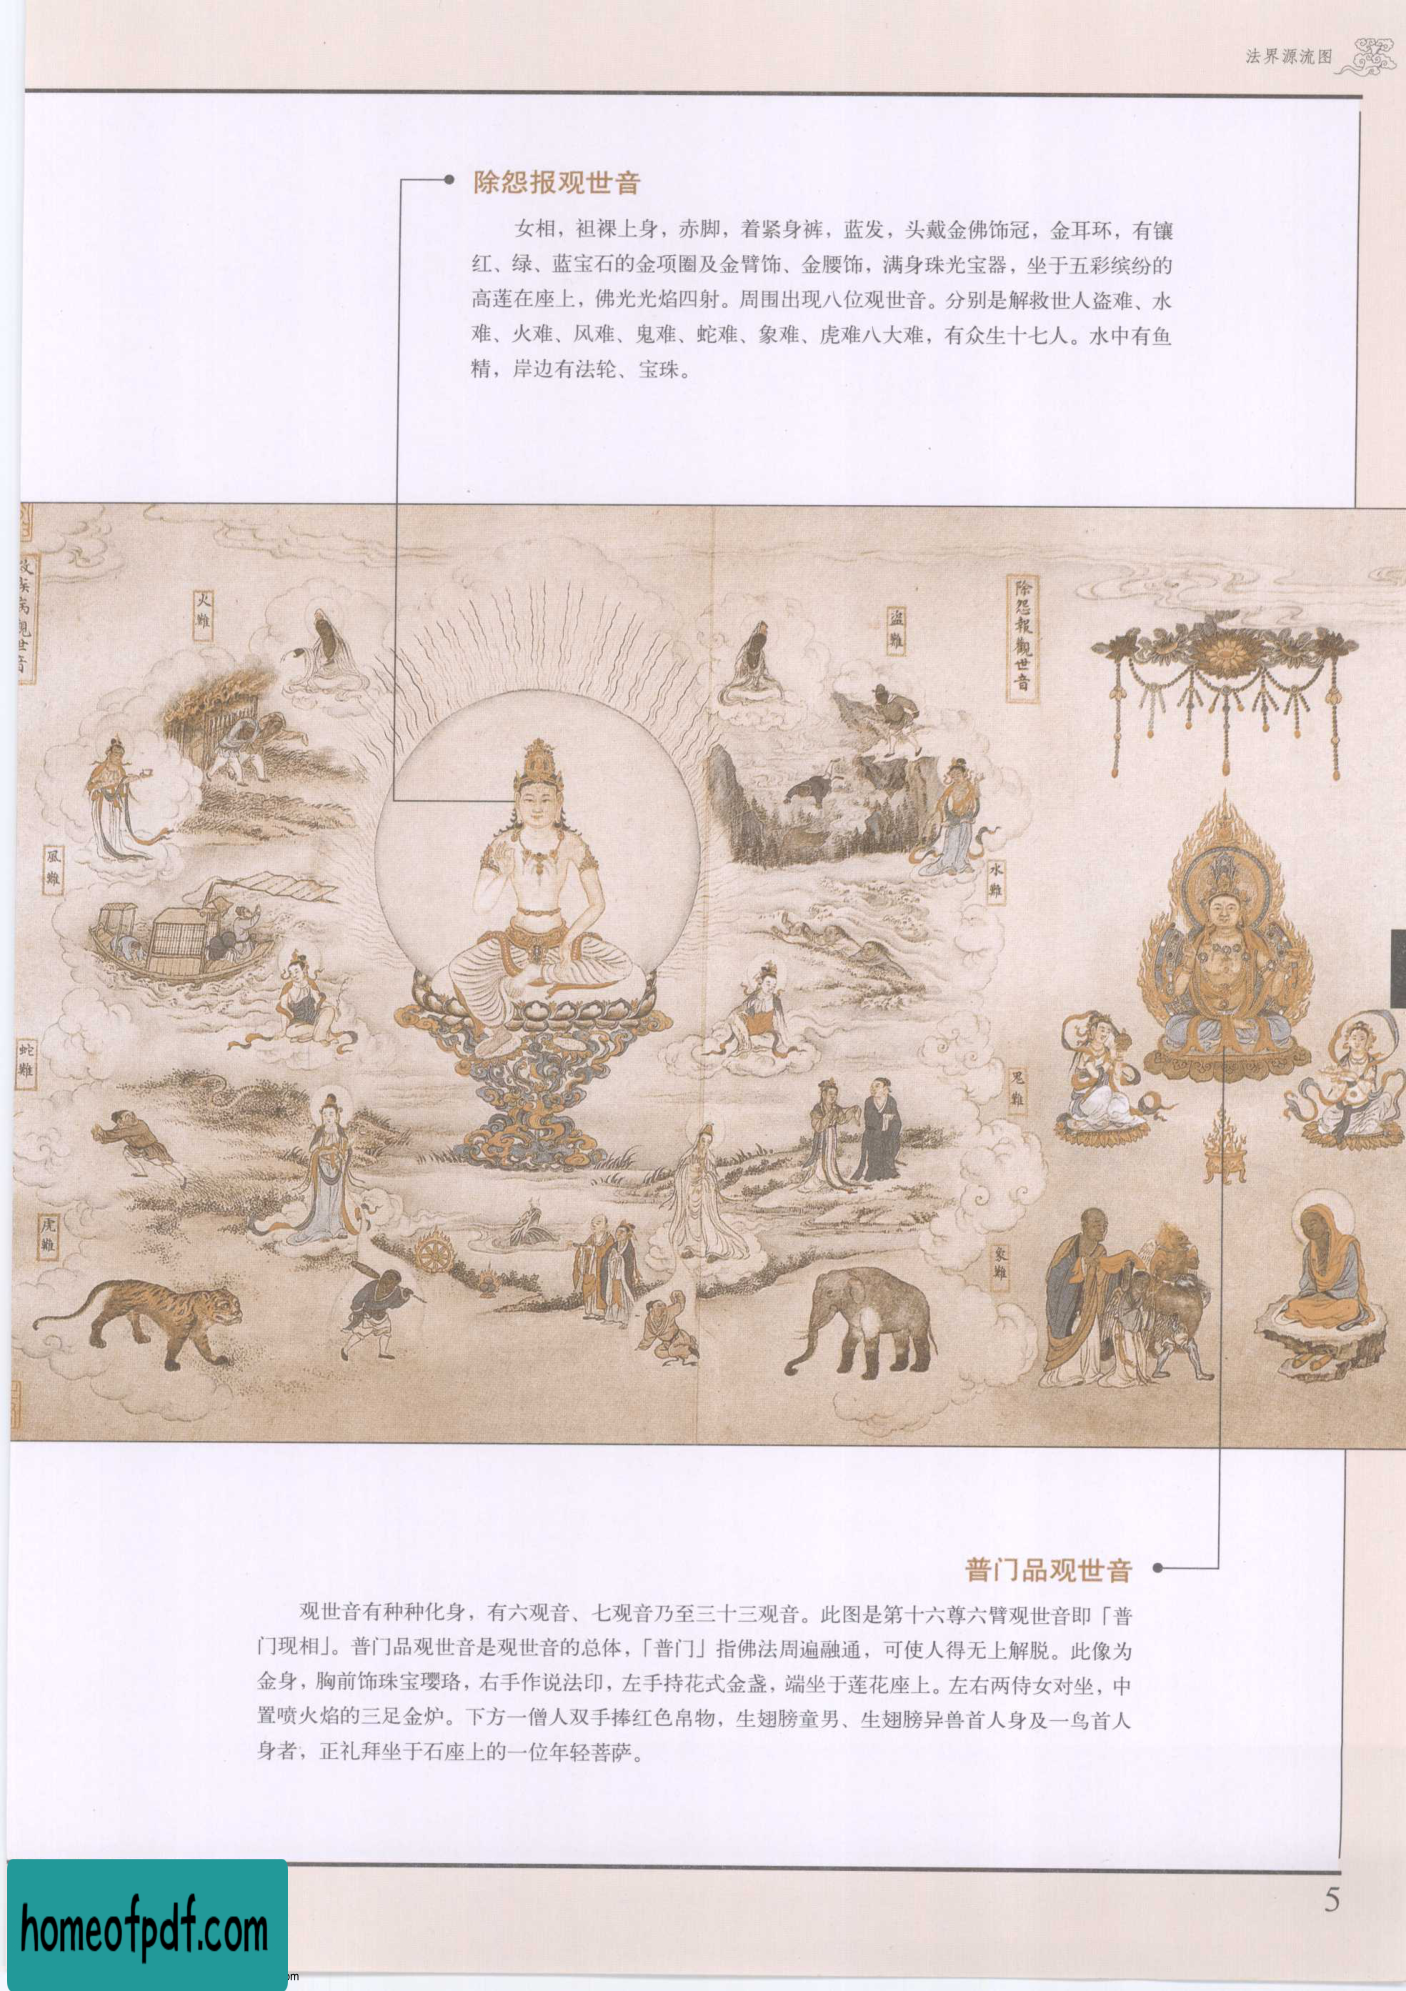 法界源流图
除怨报观世音
女相，袒裸上身，赤脚，着紧身裤，蓝发，头戴金佛饰冠，金耳环，有镶
红、绿、蓝宝石的金项圈及金臂饰、金腰饰，满身珠光宝器，坐于五彩缤纷的
高莲在座上，佛光光焰四射。周围出现八位观世音。分别是解救世人盗难、水
难、火难、风难、鬼难、蛇难、象难、虎难八大难，有众生十七人。水中有鱼
精，岸边有法轮、宝珠。
疾病觀世音
火難
盜難
除怨報觀世音
風難
水難
蛇難
鬼難
虎難
象難
普门品观世音
观世音有种种化身，有六观音、七观音乃至三十三观音。此图是第十六尊六臂观世音即「普
门现相」。普门品观世音是观世音的总体，「普门」指佛法周遍融通，可使人得无上解脱。此像为
金身，胸前饰珠宝璎珞，右手作说法印，左手持花式金盏，端坐于莲花座上。左右两侍女对坐，中
置喷火焰的三足金炉。下方一僧人双手捧红色帛物，生翅膀童男、生翅膀异兽首人身及一鸟首人
身者，正礼拜坐于石座上的一位年轻菩萨。
5
homeofpdf.com
om